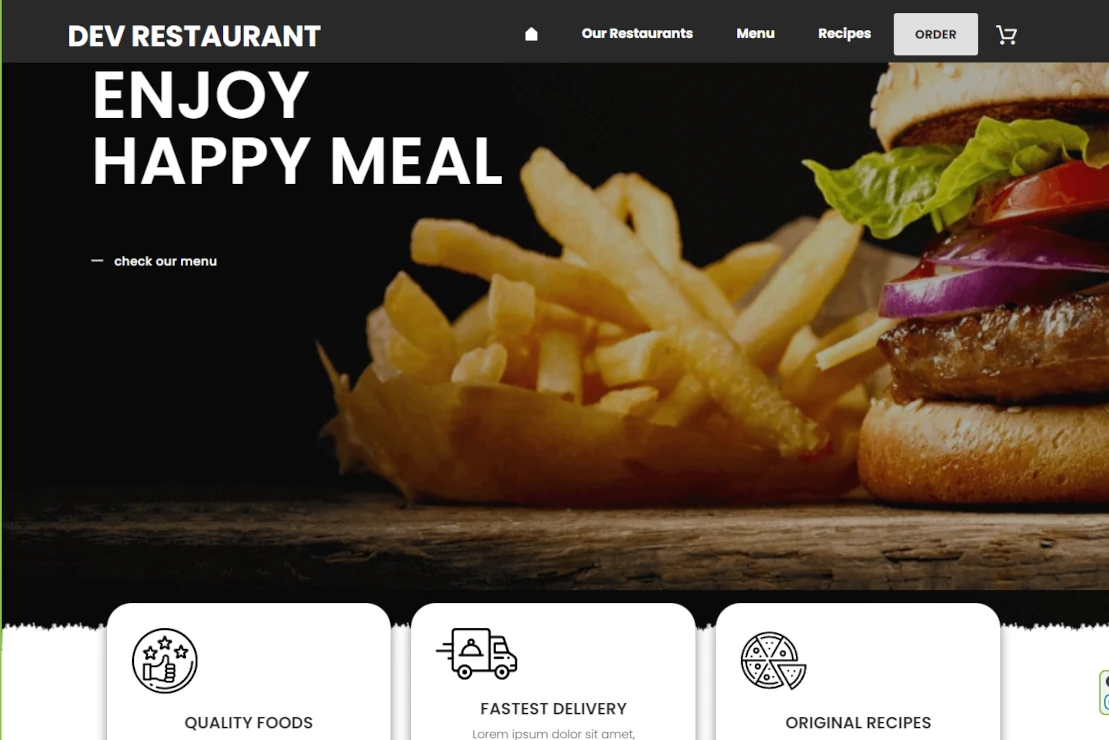 DEV RESTAURANT
Our Restaurants
Menu
Recipes
ORDER
ENJOY
HAPPY MEAL
check our menu
QUALITY FOODS
FASTEST DELIVERY
Lorem ipsum dolor sit amet,
ORIGINAL RECIPES